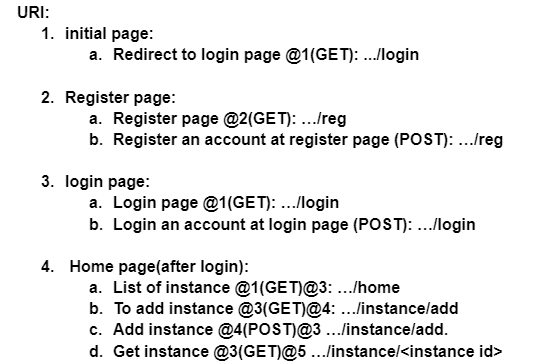 URI:
1. initial page:
a. Redirect to login page @1(GET): .../login
2. Register page:
a. Register page @2(GET): .../reg
b. Register an account at register page (POST): .../reg
3. login page:
a. Login page @1(GET): .../login
b. Login an account at login page (POST): .../login
4. Home page(after login):
a. List of instance @1(GET)@3: .../home
b. To add instance @3(GET)@4: .../instance/add
c. Add instance @4(POST)@3 .../instance/add.
d. Get instance @3(GET)@5 .../instance/<instance id>